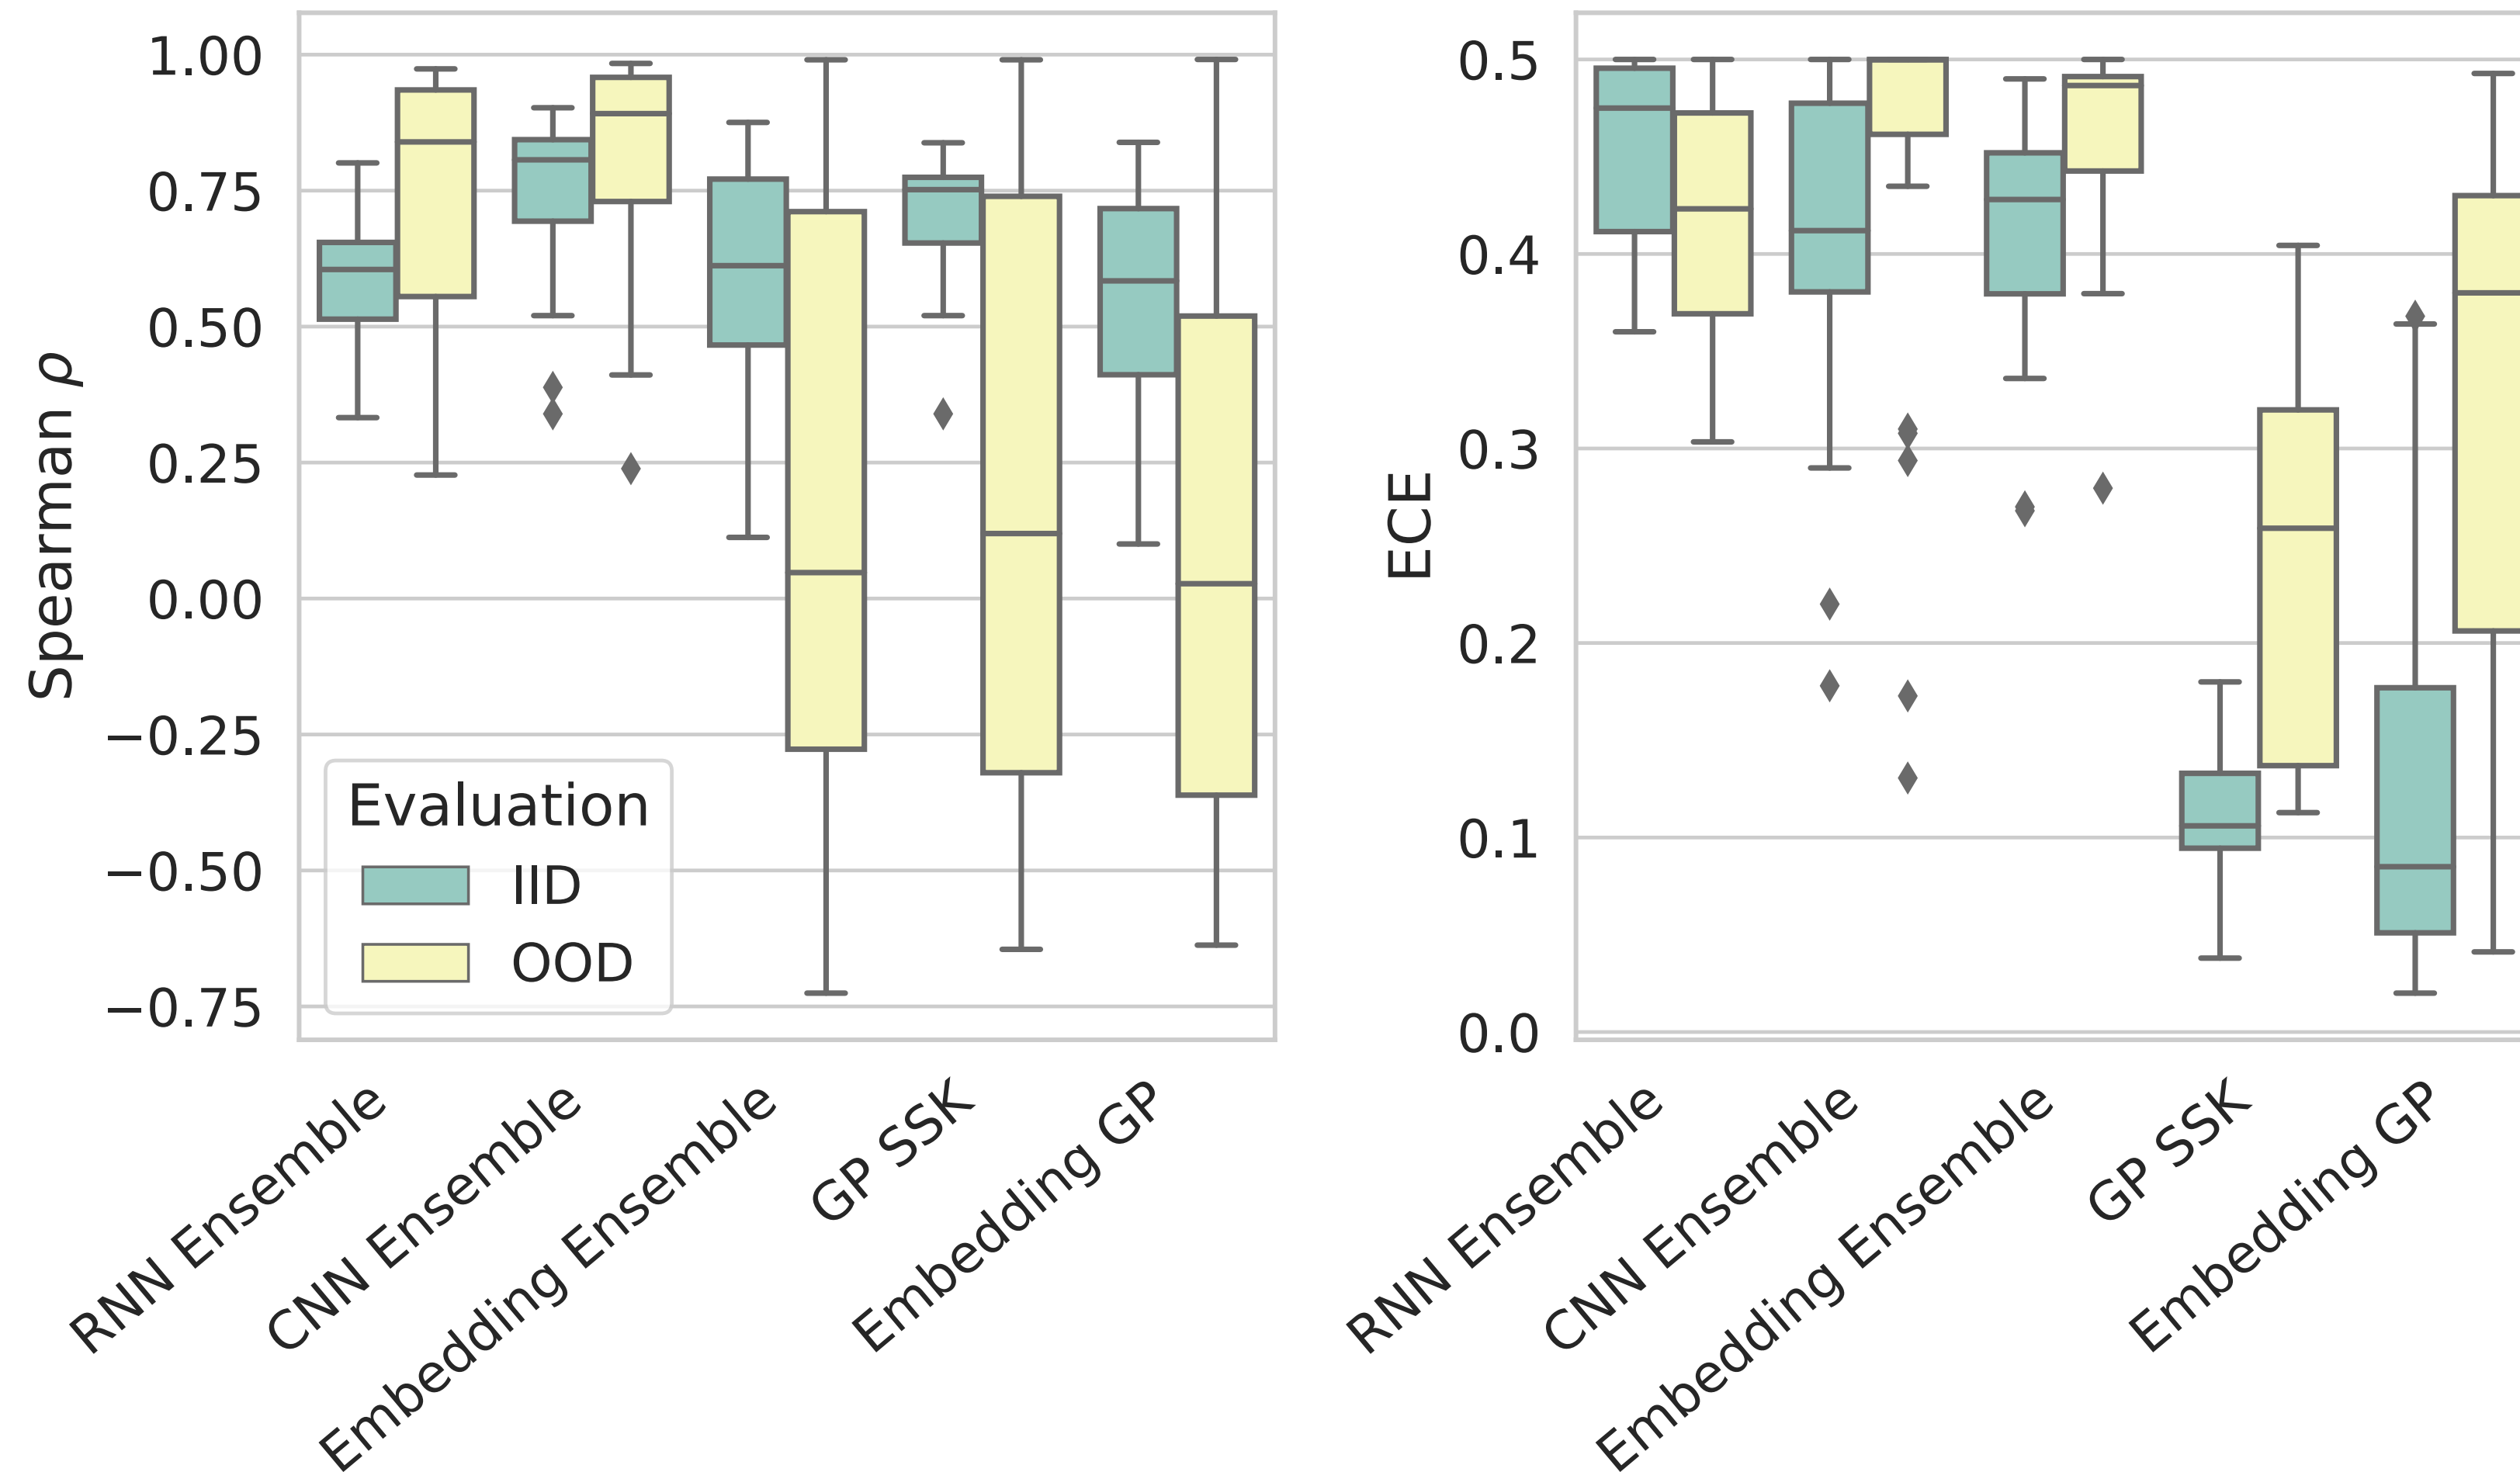 1.00
0.75
0.50
0.25
0.00
−0.25
−0.50
−0.75
Spearman ρ
Evaluation
IID
OOD
RNN Ensemble
CNN Ensemble
Embedding Ensemble
GP SSK
Embedding GP
0.5
0.4
0.3
0.2
0.1
0.0
ECE
RNN Ensemble
CNN Ensemble
Embedding Ensemble
GP SSK
Embedding GP